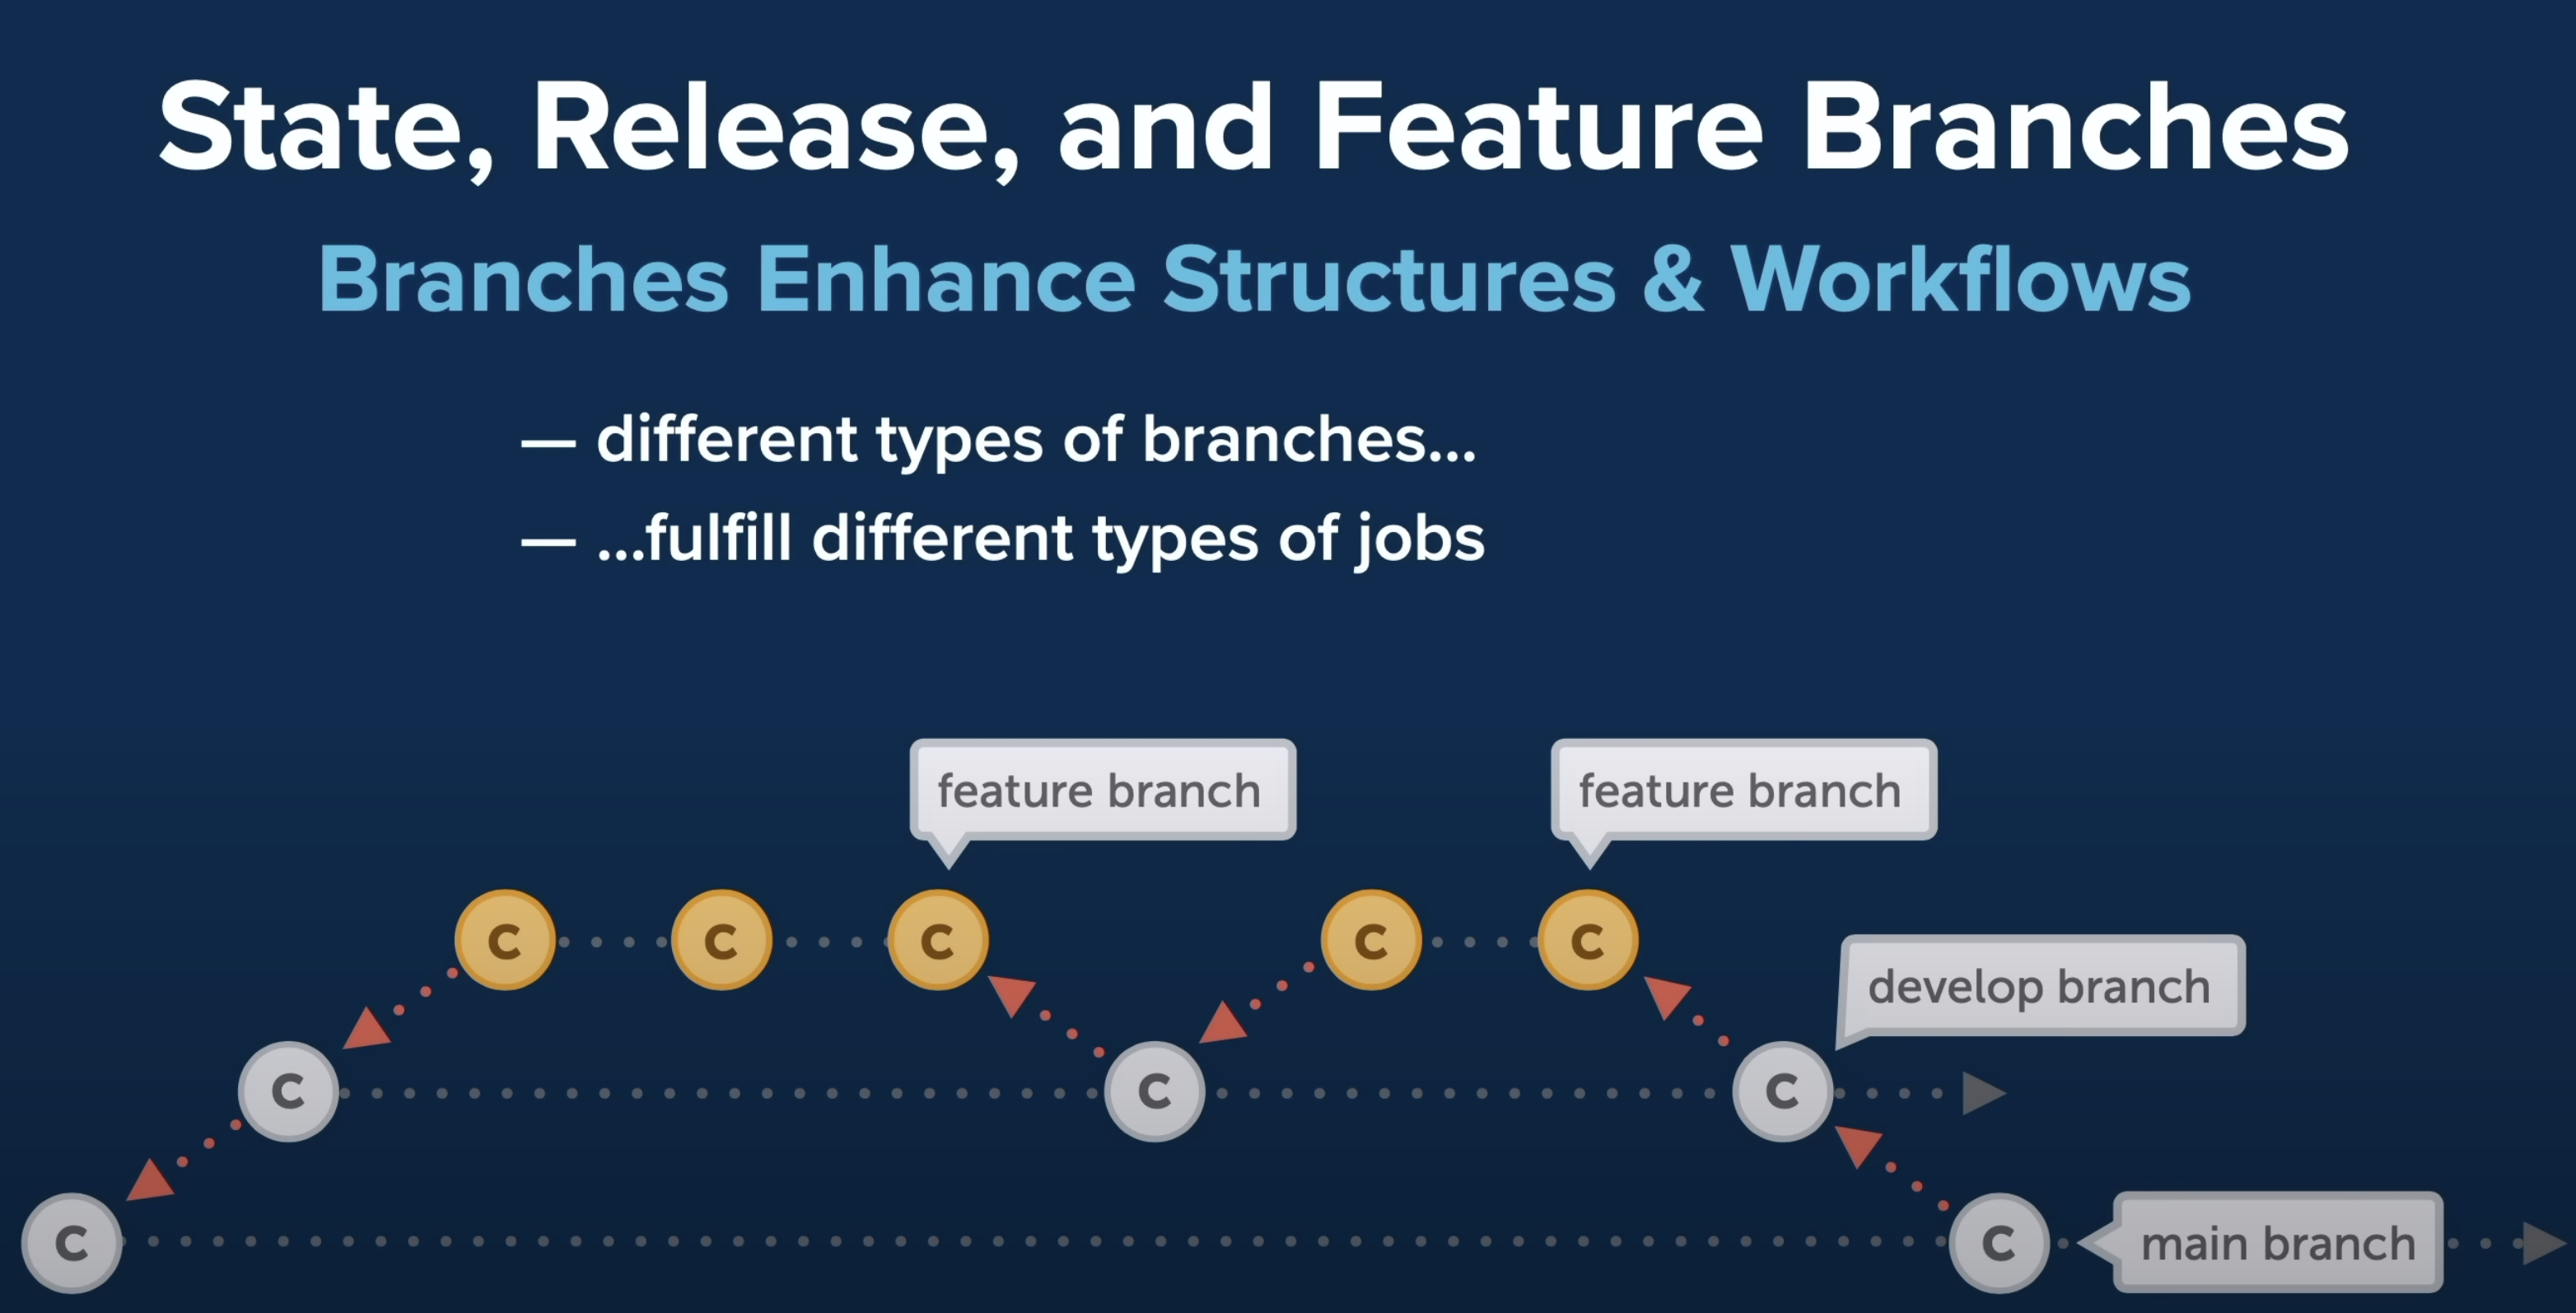 State, Release, and Feature Branches
Branches Enhance Structures & Workflows
— different types of branches...
— ...fulfill different types of jobs
feature branch
feature branch
C
C
C
C
C
develop branch
C
C
C
C
C
main branch